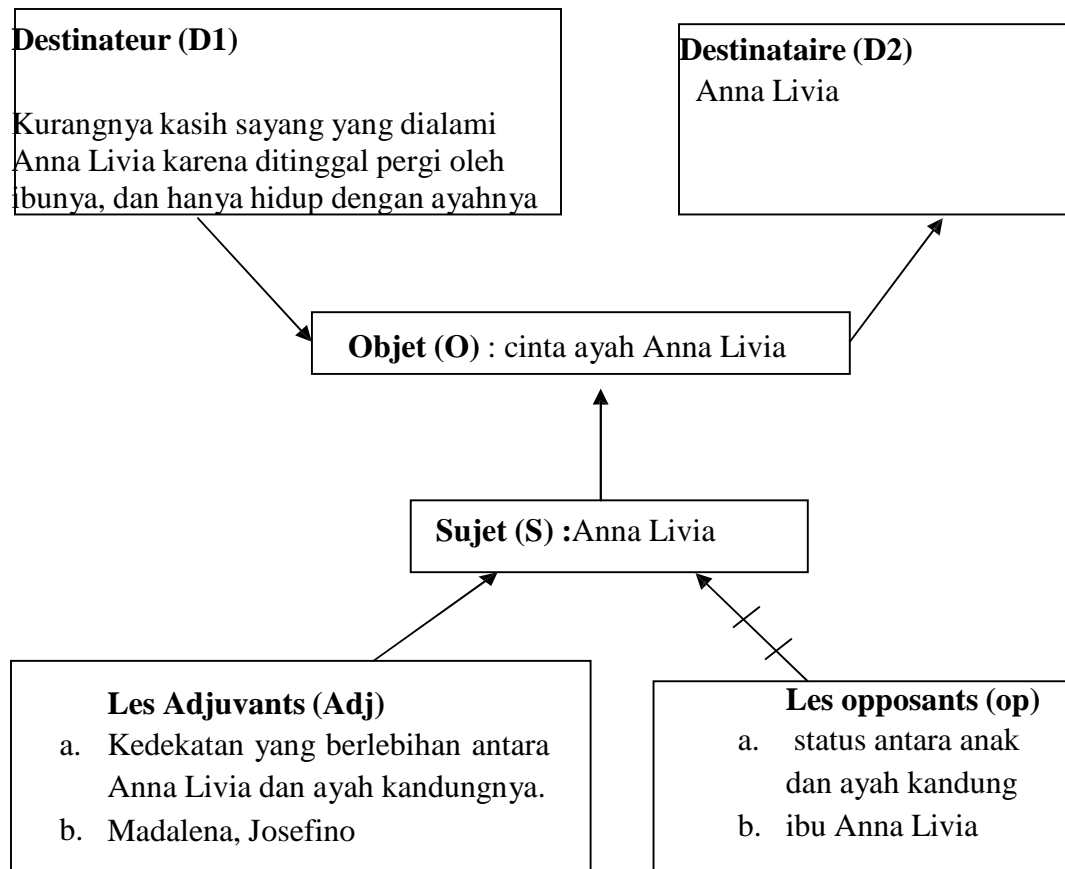 Destinateur (D1)
Kurangnya kasih sayang yang dialami
Anna Livia karena ditinggal pergi oleh
ibunya, dan hanya hidup dengan ayahnya
Destinataire (D2)
Anna Livia
Objet (O) : cinta ayah Anna Livia
Sujet (S) :Anna Livia
Les Adjuvants (Adj)
a. Kedekatan yang berlebihan antara
Anna Livia dan ayah kandungnya.
b. Madalena, Josefino
Les opposants (op)
a. status antara anak
dan ayah kandung
b. ibu Anna Livia